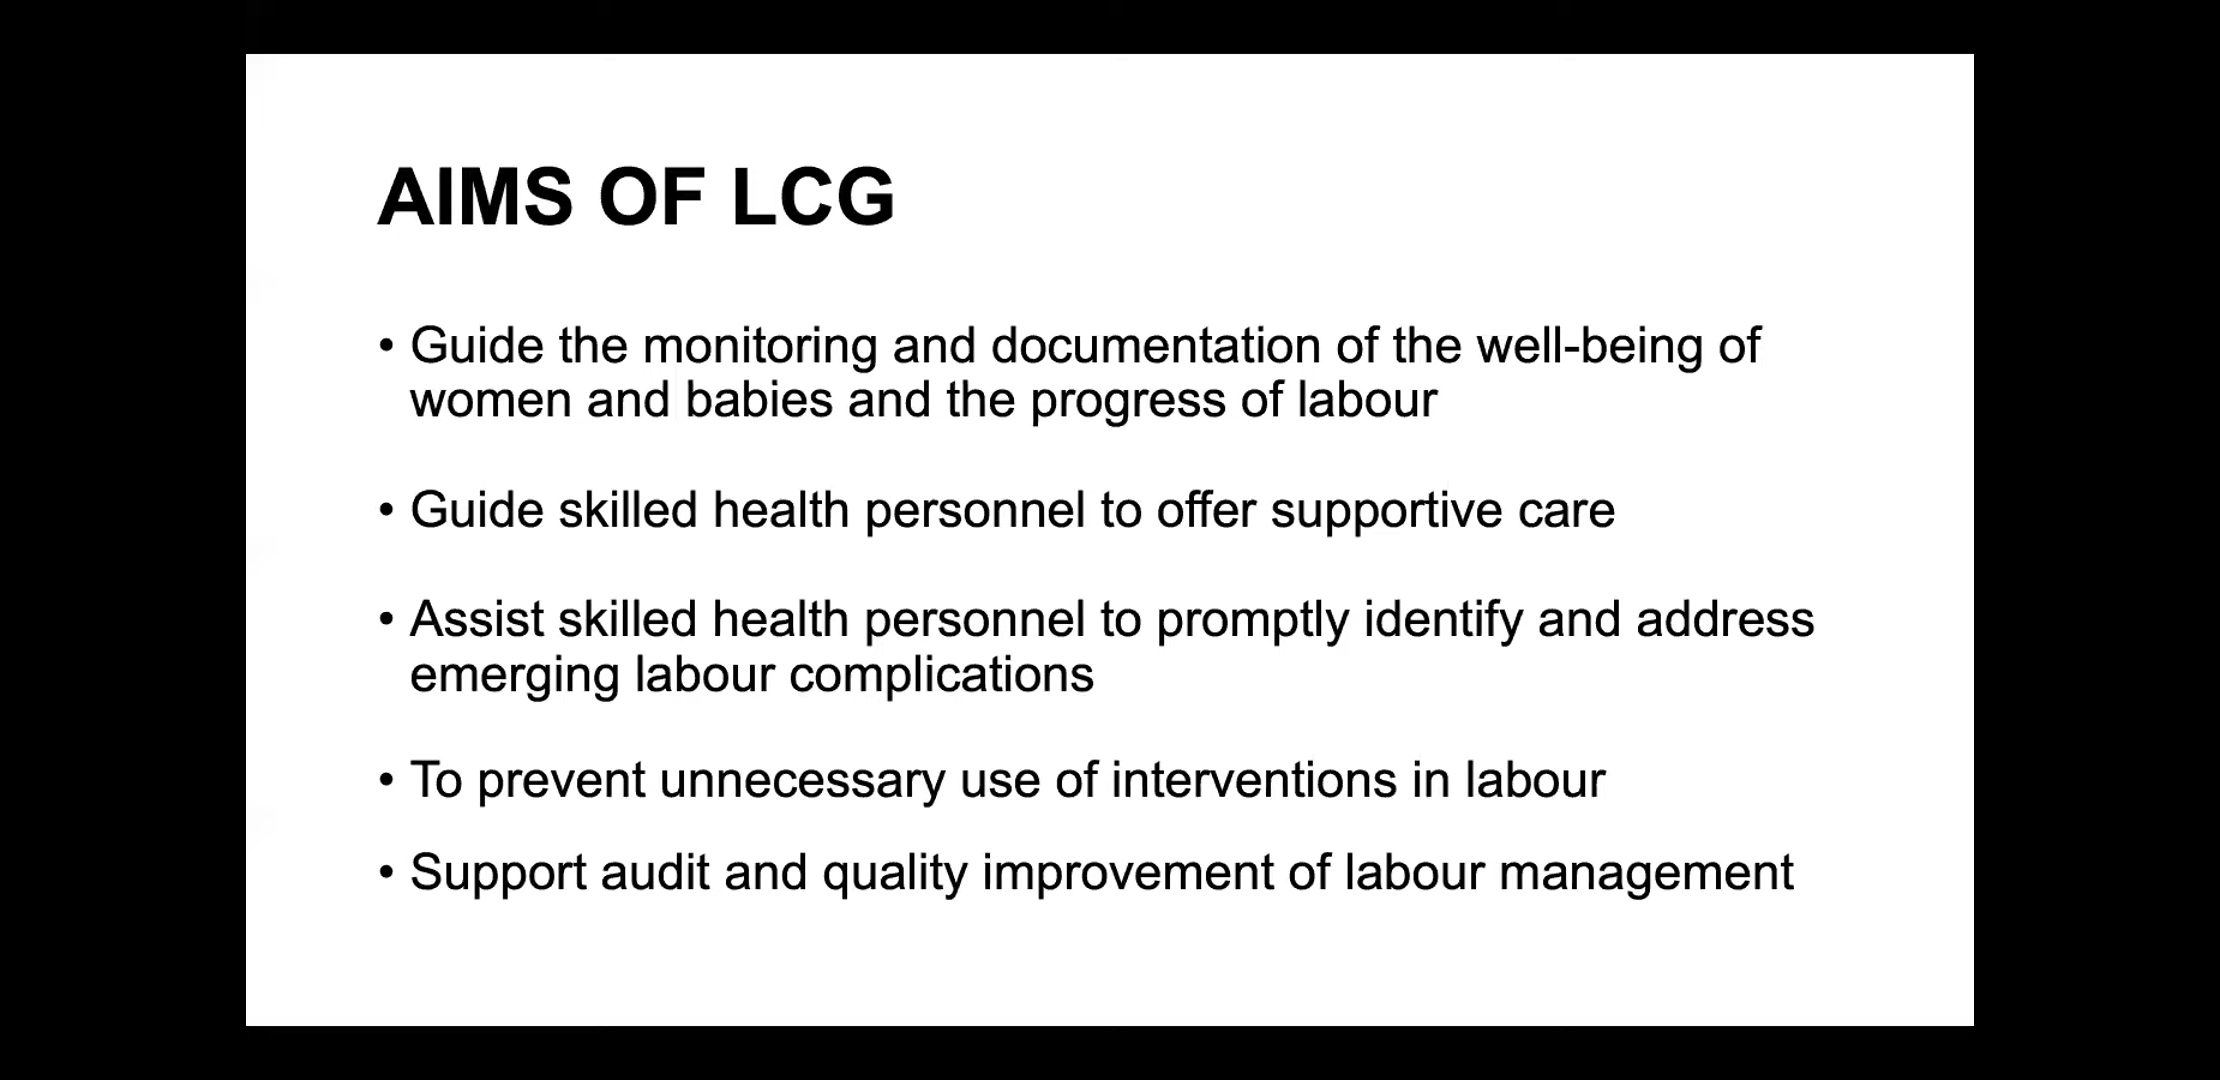 AIMS OF LCG
• Guide the monitoring and documentation of the well-being of
women and babies and the progress of labour
• Guide skilled health personnel to offer supportive care
• Assist skilled health personnel to promptly identify and address
emerging labour complications
• To prevent unnecessary use of interventions in labour
• Support audit and quality improvement of labour management